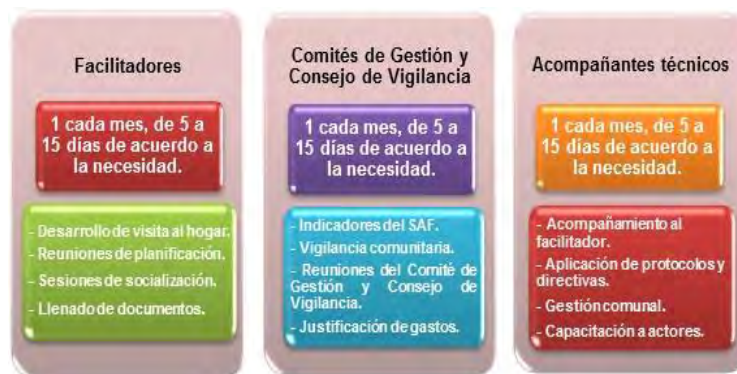 Facilitadores
1 cada mes, de 5 a
15 días de acuerdo a
la necesidad.
- Desarrollo de visita al hogar.
- Reuniones de planificación.
- Sesiones de socialización.
- Llenado de documentos.
Comités de Gestión y
Consejo de Vigilancia
1 cada mes, de 5 a
15 días de acuerdo a
la necesidad.
- Indicadores del SAF.
- Vigilancia comunitaria.
- Reuniones del Comité de
Gestión y Consejo de
Vigilancia.
- Justificación de gastos.
Acompañantes técnicos
1 cada mes, de 5 a
15 días de acuerdo a
la necesidad.
- Acompañamiento al
facilitador.
- Aplicación de protocolos y
directivas.
- Gestión comunal.
- Capacitación a actores.